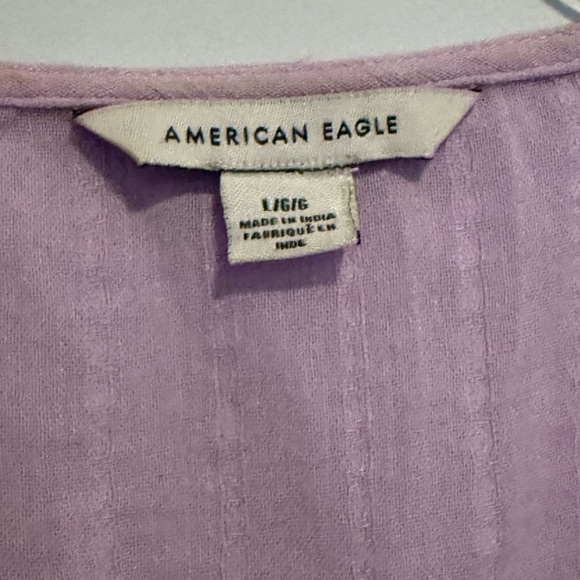 AMERICAN EAGLE
L/G/G
MADE IN INDIA
FABRIQUÉ EN
INDE